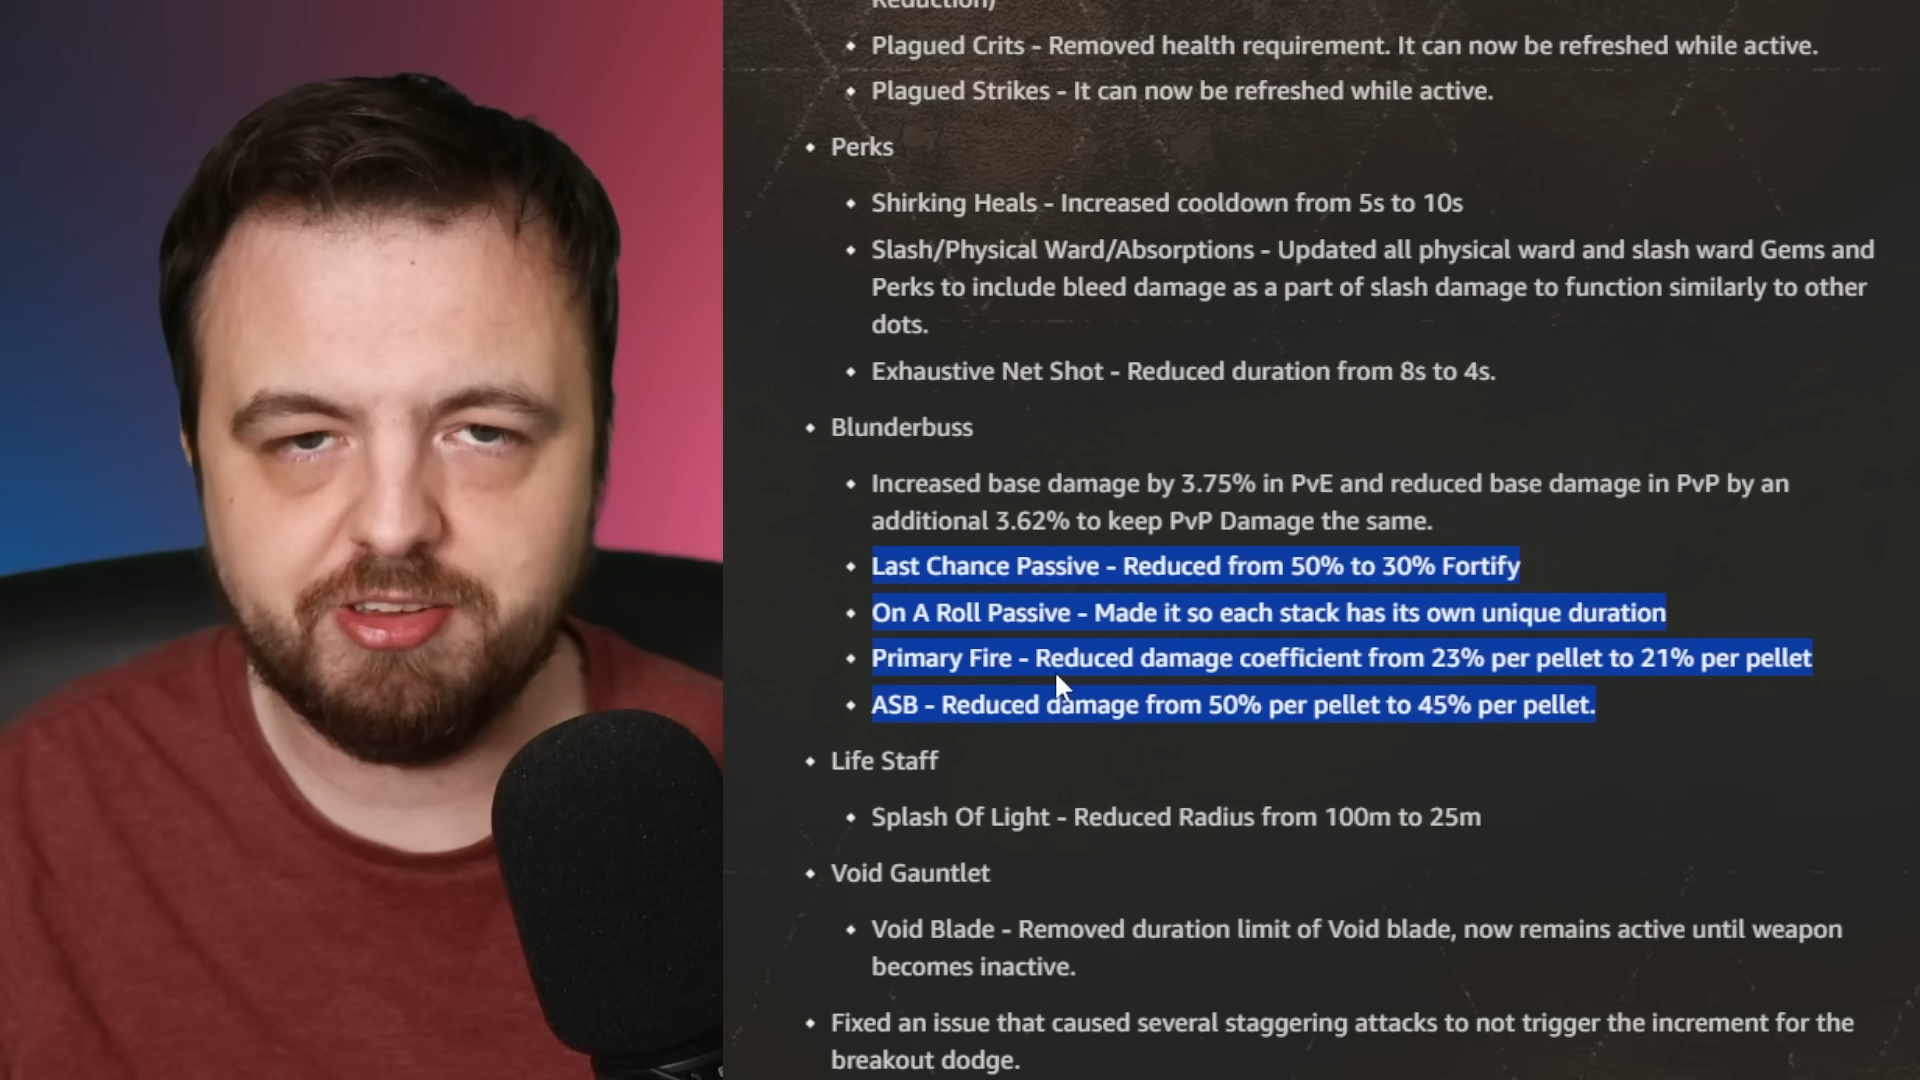 Reduction)
Plagued Crits - Removed health requirement. It can now be refreshed while active.
Plagued Strikes - It can now be refreshed while active.
Perks
Shirking Heals - Increased cooldown from 5s to 10s
Slash/Physical Ward/Absorptions - Updated all physical ward and slash ward Gems and
Perks to include bleed damage as a part of slash damage to function similarly to other
dots.
Exhaustive Net Shot - Reduced duration from 8s to 4s.
Blunderbuss
Increased base damage by 3.75% in PvE and reduced base damage in PvP by an
additional 3.62% to keep PvP Damage the same.
Last Chance Passive - Reduced from 50% to 30% Fortify
On A Roll Passive - Made it so each stack has its own unique duration
Primary Fire - Reduced damage coefficient from 23% per pellet to 21% per pellet
ASB - Reduced damage from 50% per pellet to 45% per pellet.
Life Staff
Splash Of Light - Reduced Radius from 100m to 25m
Void Gauntlet
Void Blade - Removed duration limit of Void blade, now remains active until weapon
becomes inactive.
Fixed an issue that caused several staggering attacks to not trigger the increment for the
breakout dodge.